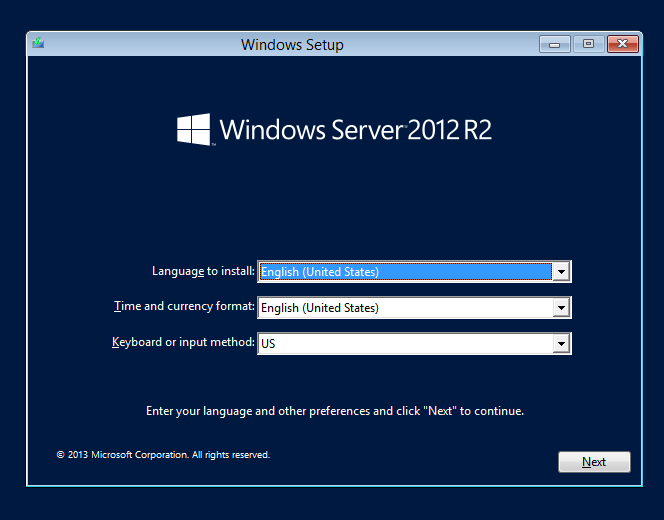 Windows Setup
Windows Server 2012 R2
Language to install: English (United States)
Time and currency format: English (United States)
Keyboard or input method: US
Enter your language and other preferences and click "Next" to continue.
© 2013 Microsoft Corporation. All rights reserved.
Next